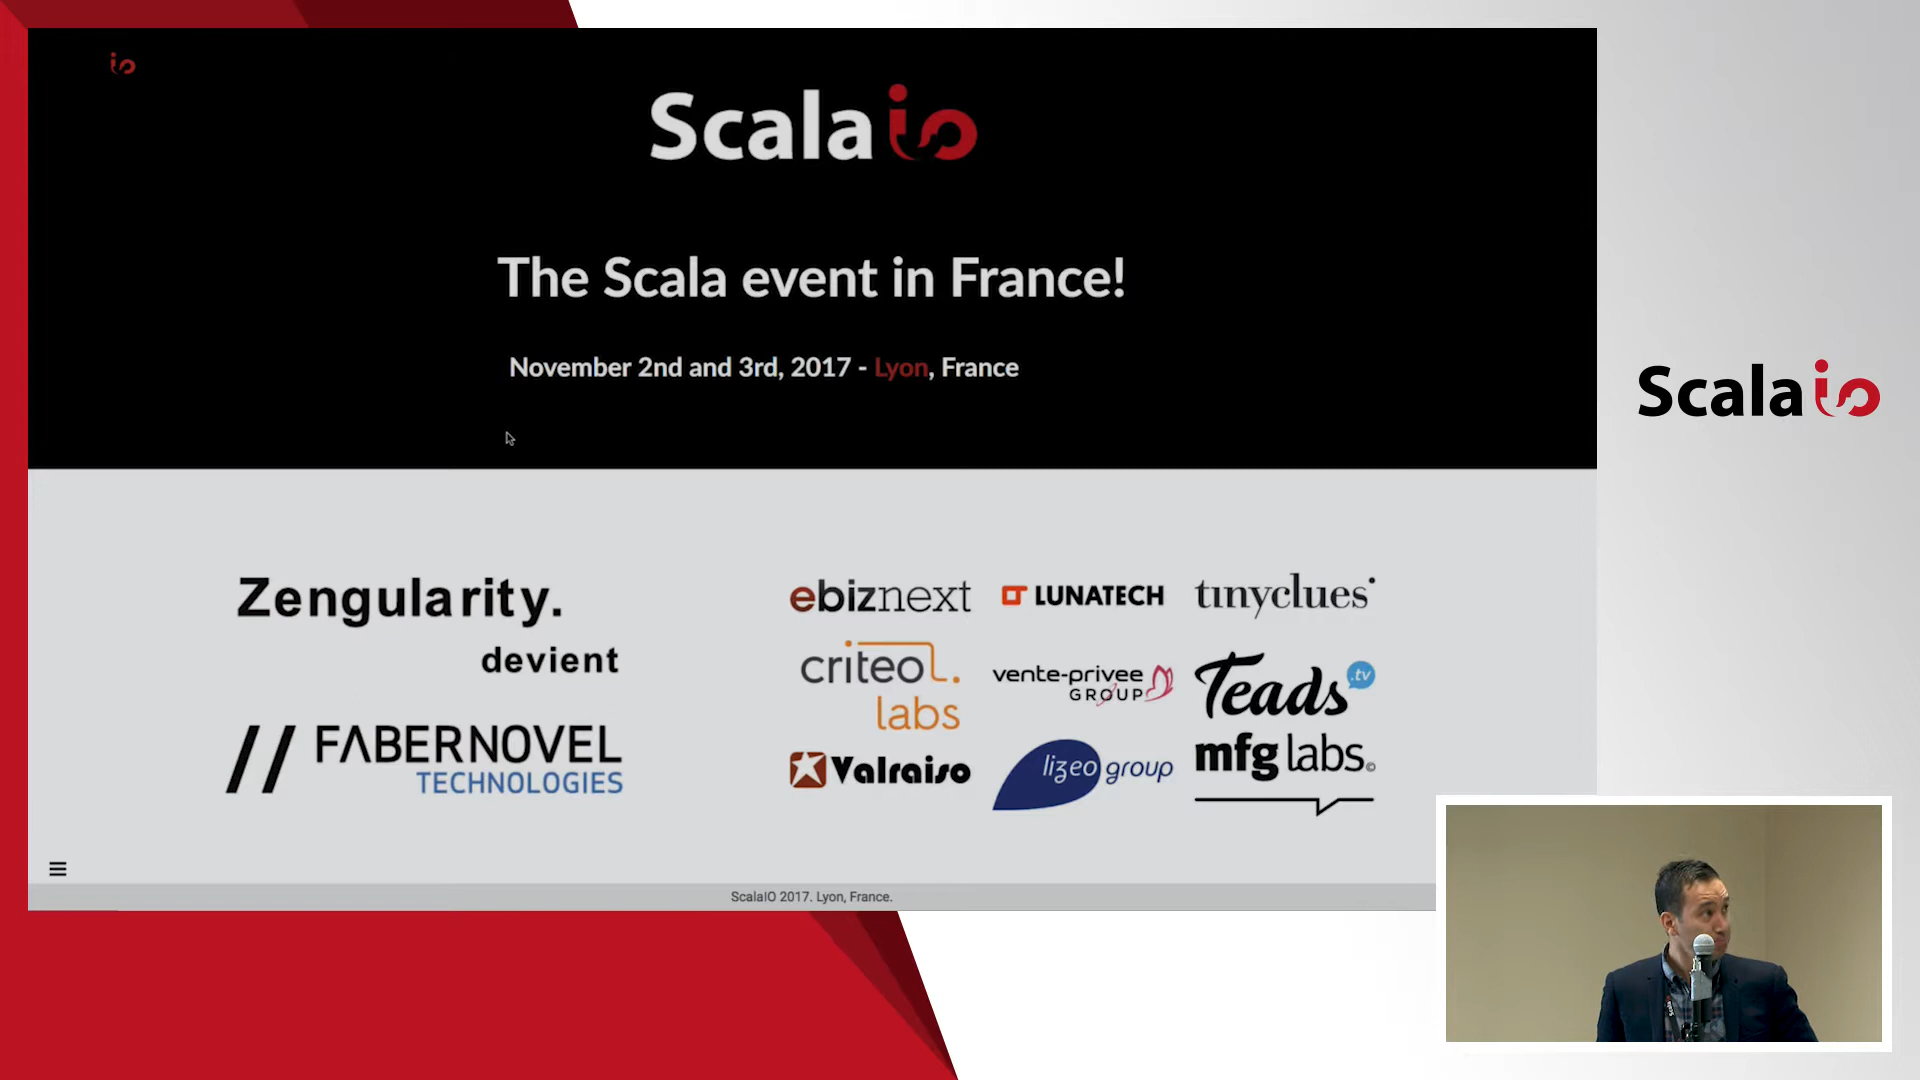 io
Scala io
The Scala event in France!
November 2nd and 3rd, 2017 - Lyon, France
Scala io
Zengularity.
devient
// FABERNOVEL
TECHNOLOGIES
ebiznext
LUNATECH
tinyclues
criteo
labs
vente-privee
GROUP
Teads .tv
Valraiso
lizeo group
mfg labs ©
ScalaIO 2017. Lyon, France.